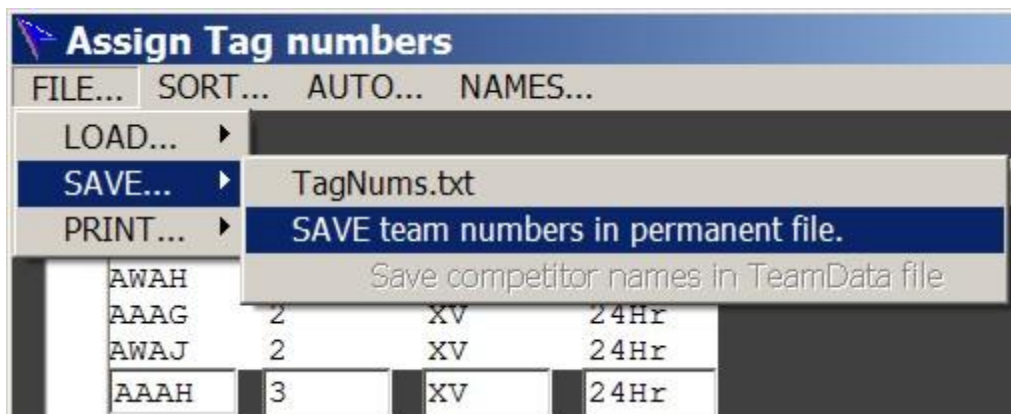 Assign Tag numbers
FILE... SORT... AUTO... NAMES...
LOAD...
SAVE...
PRINT...
TagNums.txt
SAVE team numbers in permanent file.
Save competitor names in TeamData file
AWAH
AAAG 2 XV 24Hr
AWAJ 2 XV 24Hr
AAAH 3 XV 24Hr